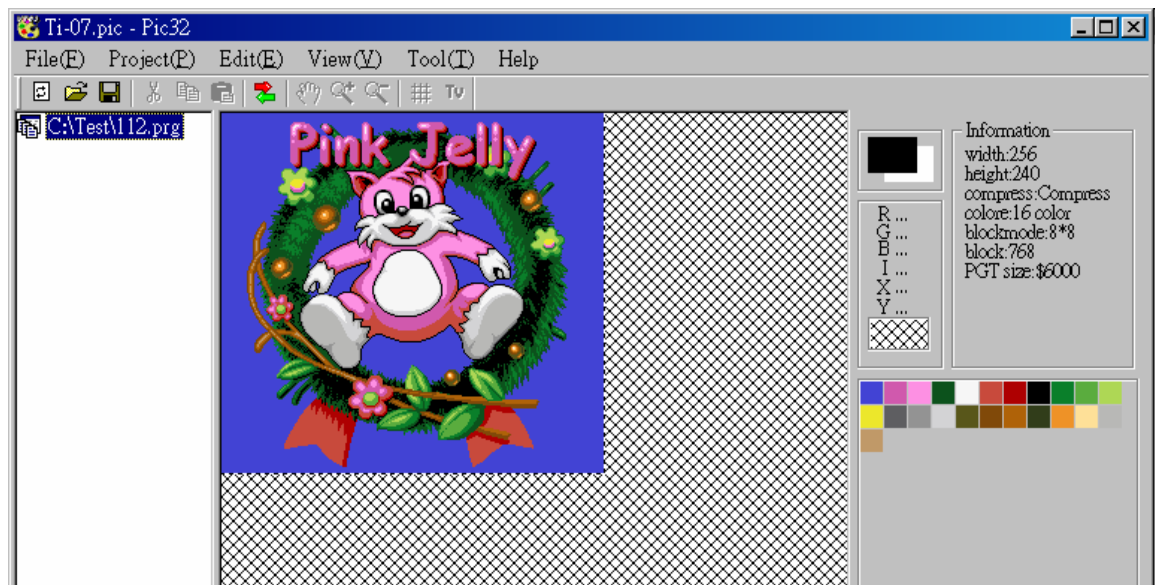 Ti-07.pic - Pic32
File(F) Project(P) Edit(E) View(V) Tool(T) Help
TV
C:\Test\112.prg
Pink Jelly
Information
width:256
height:240
compress:Compress
colore:16 color
blockmode:8*8
block:768
PGT size:$6000
R ...
G ...
B ...
I ...
X ...
Y ...